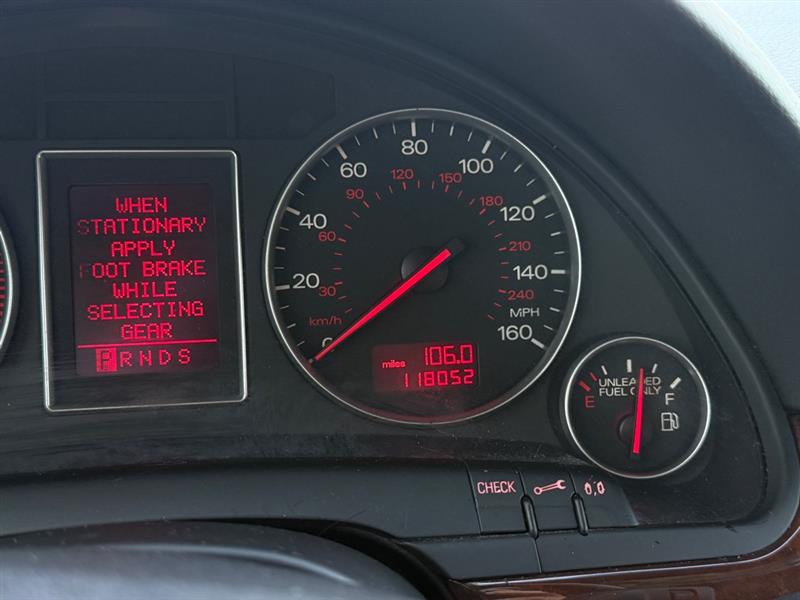 WHEN
STATIONARY
APPLY
FOOT BRAKE
WHILE
SELECTING
GEAR
PRNDS
0
20
40
60
80
100
120
140
160
MPH
km/h
30
60
90
120
150
180
210
240
miles 106.0
118052
UNLEADED
FUEL ONLY
E
F
CHECK
0.0